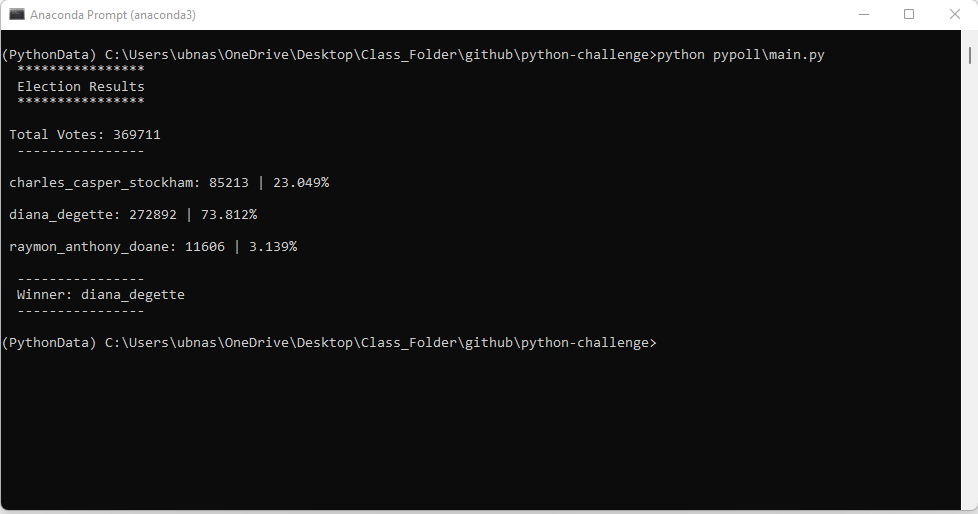 Anaconda Prompt (anaconda3)
(PythonData) C:\Users\ubnas\OneDrive\Desktop\Class_Folder\github\python-challenge>python pypoll\main.py
****************
Election Results
****************
Total Votes: 369711
----------------
charles_casper_stockham: 85213 | 23.049%
diana_degette: 272892 | 73.812%
raymon_anthony_doane: 11606 | 3.139%
----------------
Winner: diana_degette
----------------
(PythonData) C:\Users\ubnas\OneDrive\Desktop\Class_Folder\github\python-challenge>